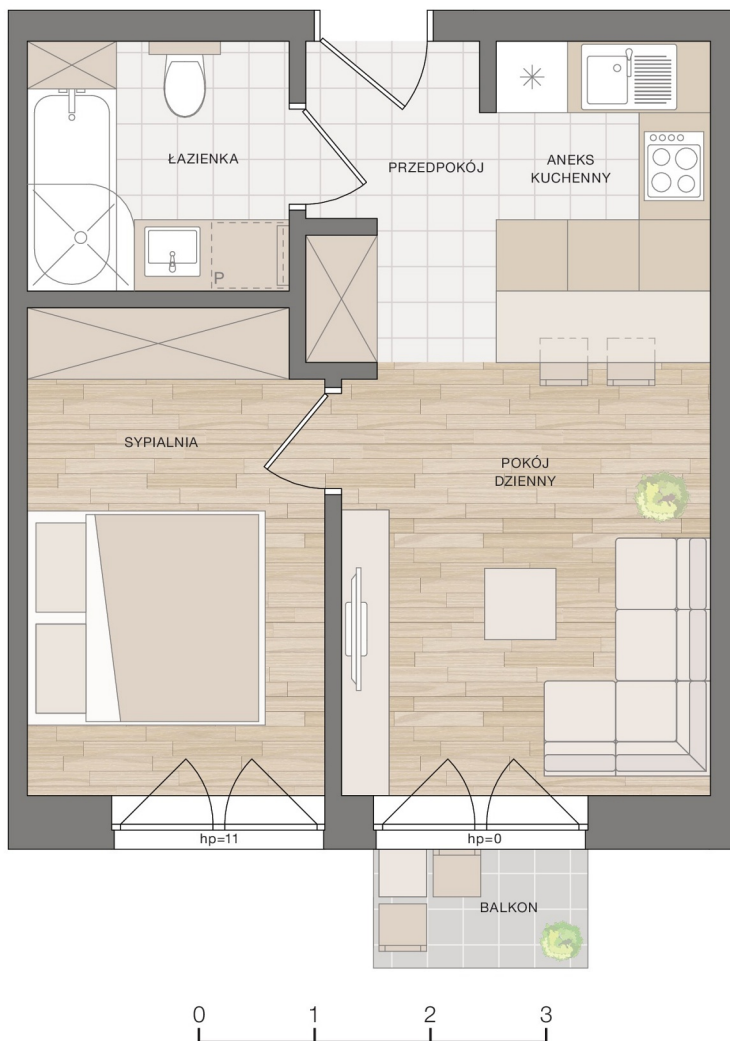 ŁAZIENKA
PRZEDPOKÓJ
ANEKS
KUCHENNY
P
SYPIALNIA
POKÓJ
DZIENNY
hp=11
hp=0
BALKON
0 1 2 3